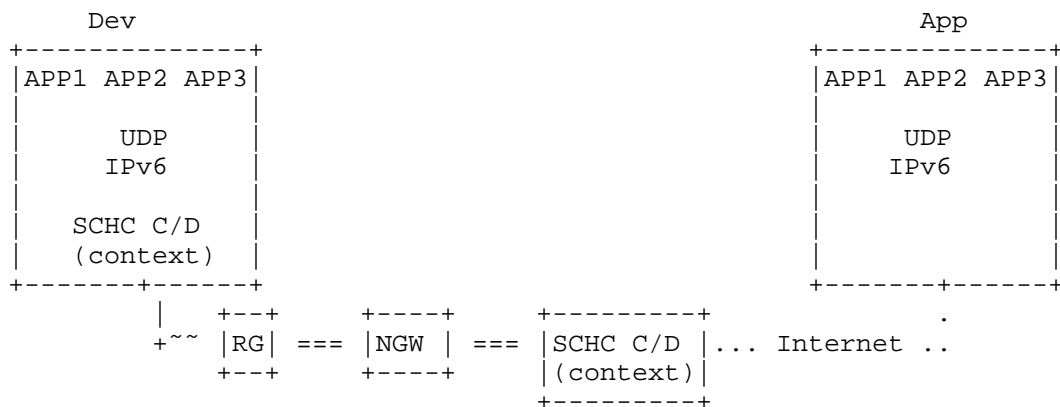 Dev App
+--------------+ +--------------+
|APP1 APP2 APP3| |APP1 APP2 APP3|
| | | |
| UDP | | UDP |
| IPv6 | | IPv6 |
| | | |
| SCHC C/D | | |
| (context) | | |
+-------+------+ +-------+------+
| +--+ +----+ +---------+ .
+~~ |RG| === |NGW | === |SCHC C/D |... Internet ..
+--+ +----+ |(context)|
+---------+